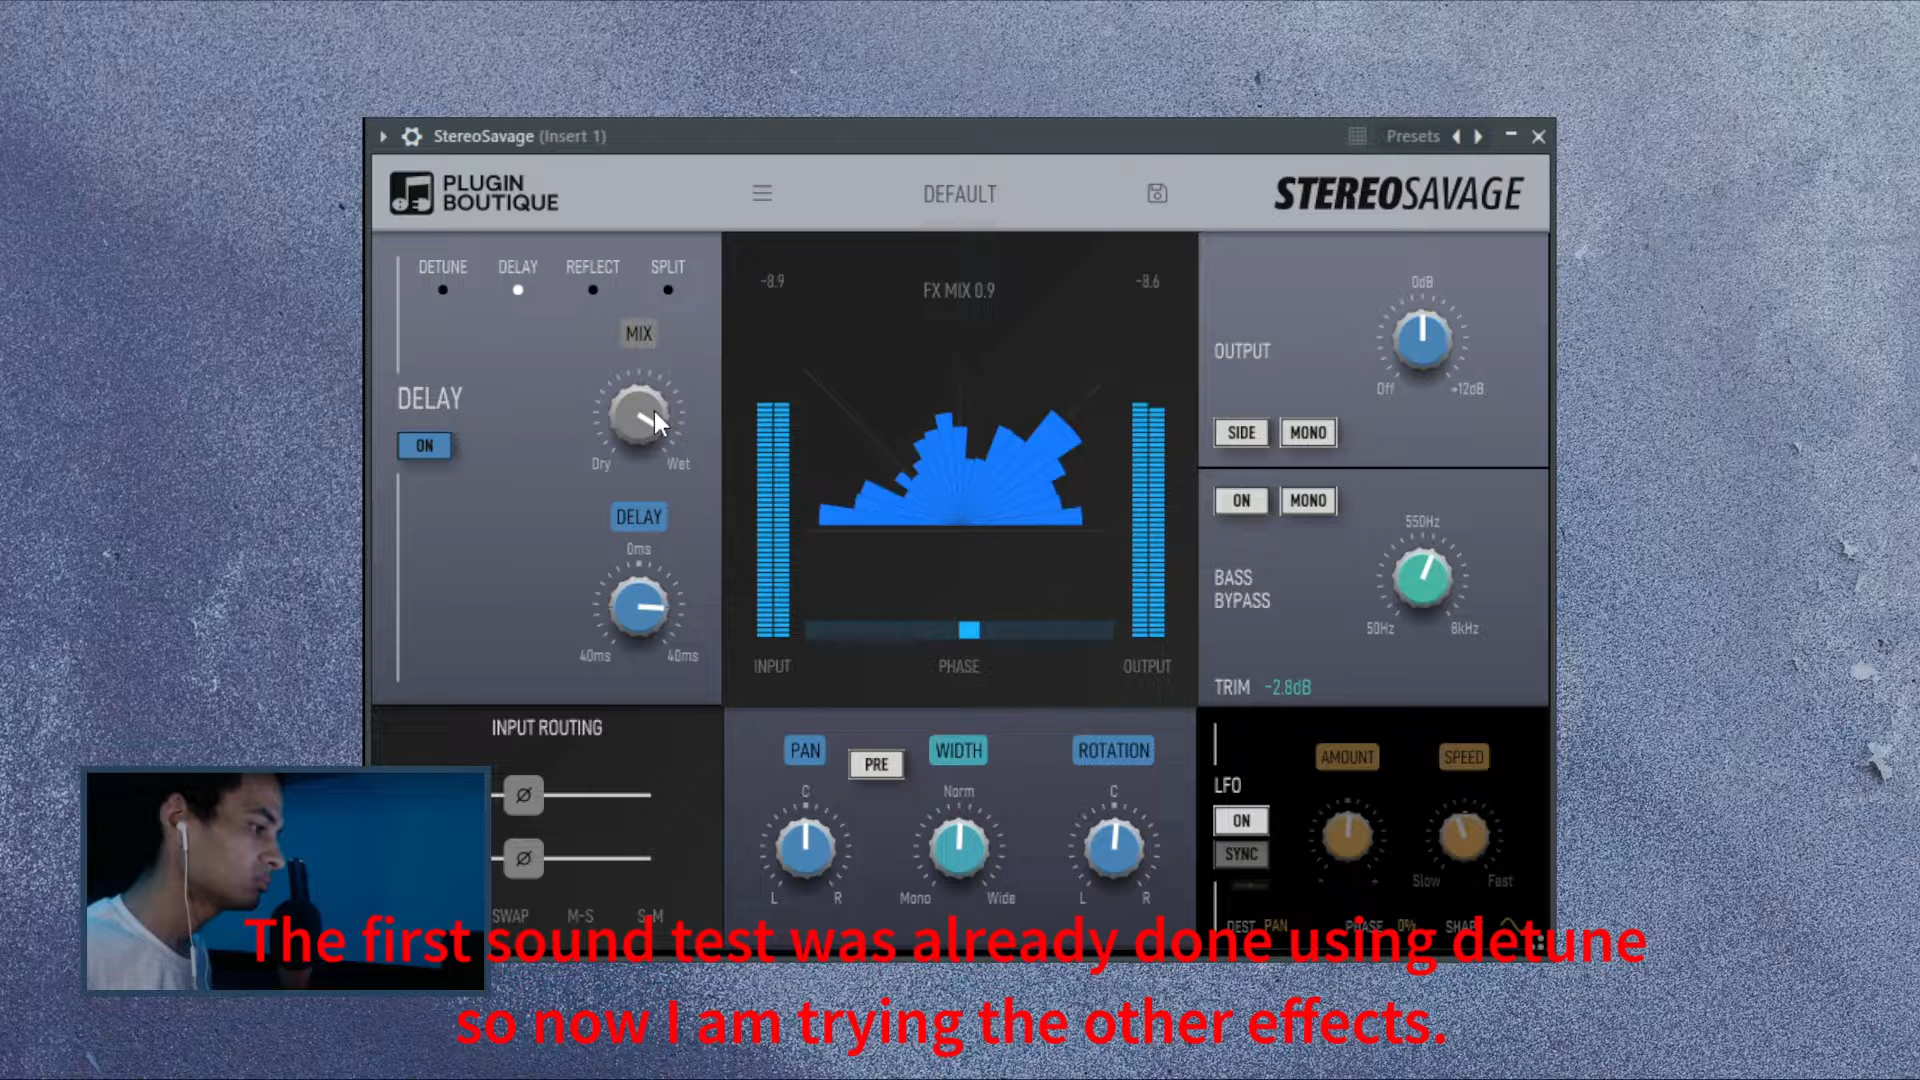 StereoSavage (Insert 1)
Presets
PLUGIN
BOUTIQUE
DEFAULT
STEREOSAVAGE
DETUNE DELAY REFLECT SPLIT
MIX
DELAY
ON
Dry Wet
DELAY
0ms
40ms 40ms
-8.9
FX MIX 0.9
-8.6
INPUT PHASE OUTPUT
0dB
OUTPUT
Off +12dB
SIDE MONO
ON MONO
550Hz
BASS
BYPASS
50Hz 8kHz
TRIM -2.8dB
INPUT ROUTING
Ø
Ø
SWAP M-S S-M
PAN PRE WIDTH ROTATION
C Norm C
L R Mono Wide L R
AMOUNT SPEED
LFO
ON
SYNC
- + Slow Fast
DEST PAN PHASE 0%
The first sound test was already done using detune
so now I am trying the other effects.